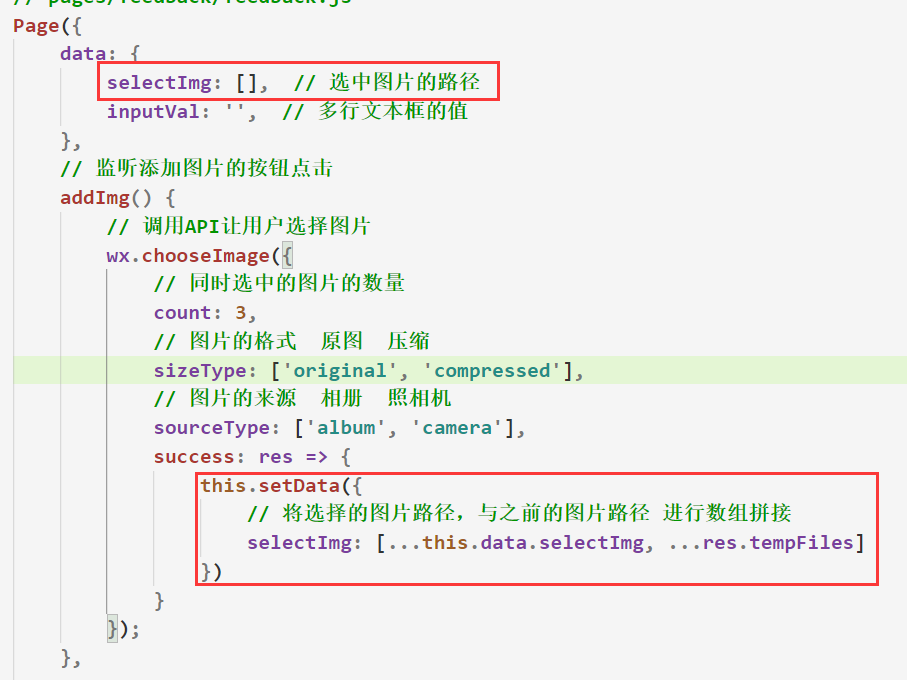 // pages/feedback/feedback.js
Page({
data: {
selectImg: [], // 选中图片的路径
inputVal: '', // 多行文本框的值
},
// 监听添加图片的按钮点击
addImg() {
// 调用API让用户选择图片
wx.chooseImage({
// 同时选中的图片的数量
count: 3,
// 图片的格式 原图 压缩
sizeType: ['original', 'compressed'],
// 图片的来源 相册 照相机
sourceType: ['album', 'camera'],
success: res => {
this.setData({
// 将选择的图片路径，与之前的图片路径 进行数组拼接
selectImg: [...this.data.selectImg, ...res.tempFiles]
})
}
});
},